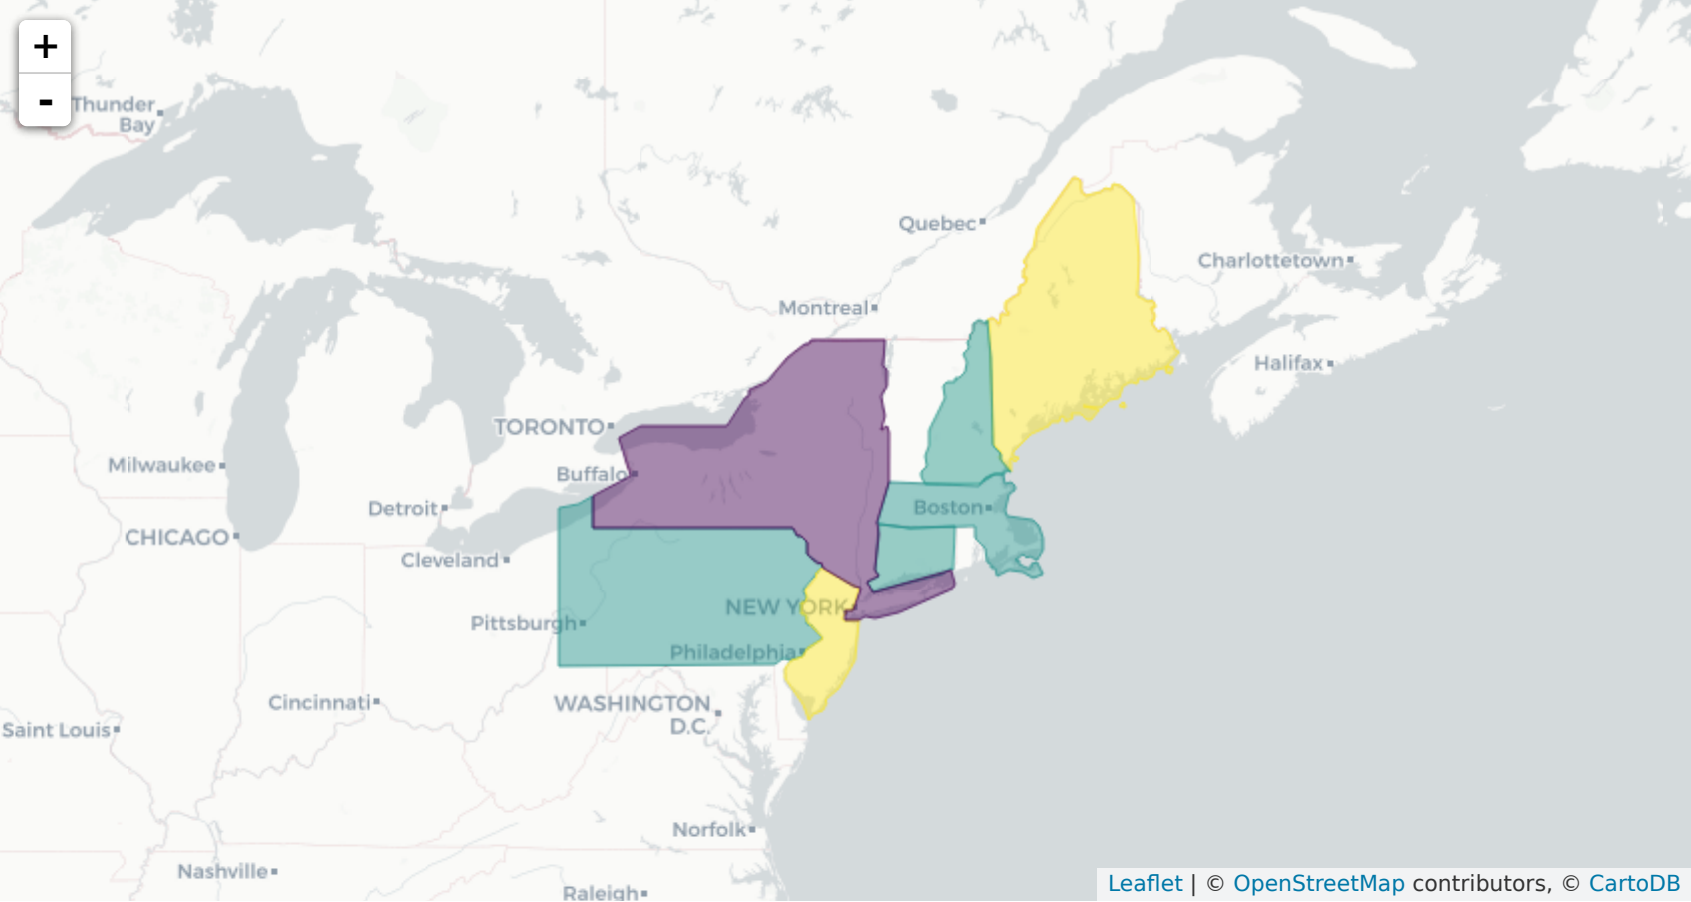 +
-
Thunder
Bay
Quebec
Charlottetown
Montreal
Halifax
TORONTO
Milwaukee
Buffalo
Detroit
Boston
CHICAGO
Cleveland
NEW YORK
Pittsburgh
Philadelphia
Cincinnati
WASHINGTON
D.C.
Saint Louis
Norfolk
Nashville
Raleigh
Leaflet | © OpenStreetMap contributors, © CartoDB